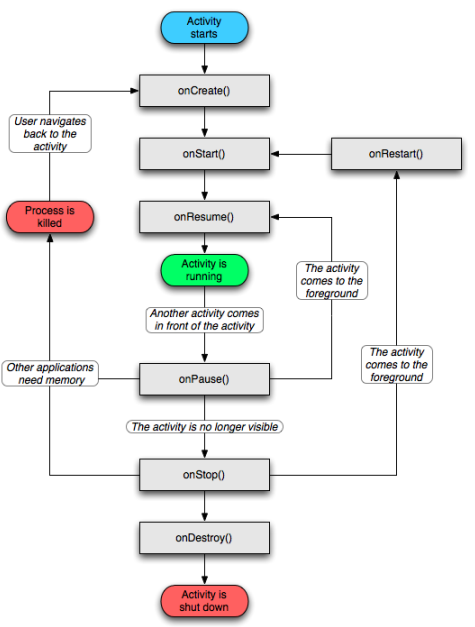 Activity
starts
onCreate()
User navigates
back to the
activity
onStart()
onRestart()
Process is
killed
onResume()
Activity is
running
The activity
comes to the
foreground
Another activity comes
in front of the activity
The activity
comes to the
foreground
Other applications
need memory
onPause()
The activity is no longer visible
onStop()
onDestroy()
Activity is
shut down